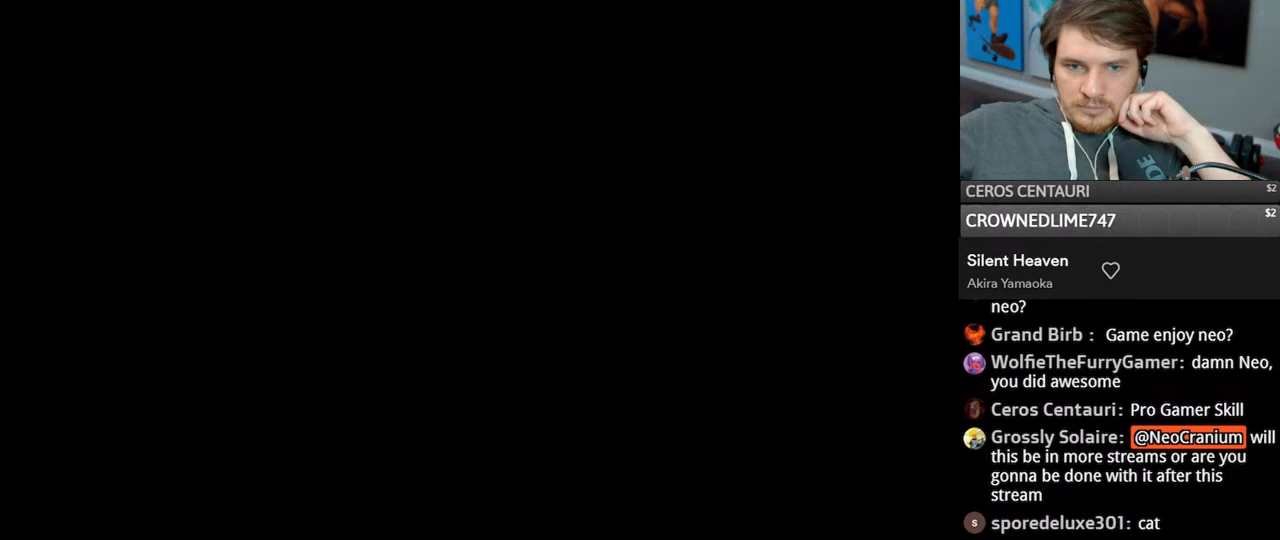 DE
CEROS CENTAURI $2
CROWNEDLIME747 $2
Silent Heaven
Akira Yamaoka
neo?
Grand Birb : Game enjoy neo?
WolfieTheFurryGamer: damn Neo,
you did awesome
Ceros Centauri: Pro Gamer Skill
Grossly Solaire: @NeoCranium will
this be in more streams or are you
gonna be done with it after this
stream
S sporedeluxe301: cat